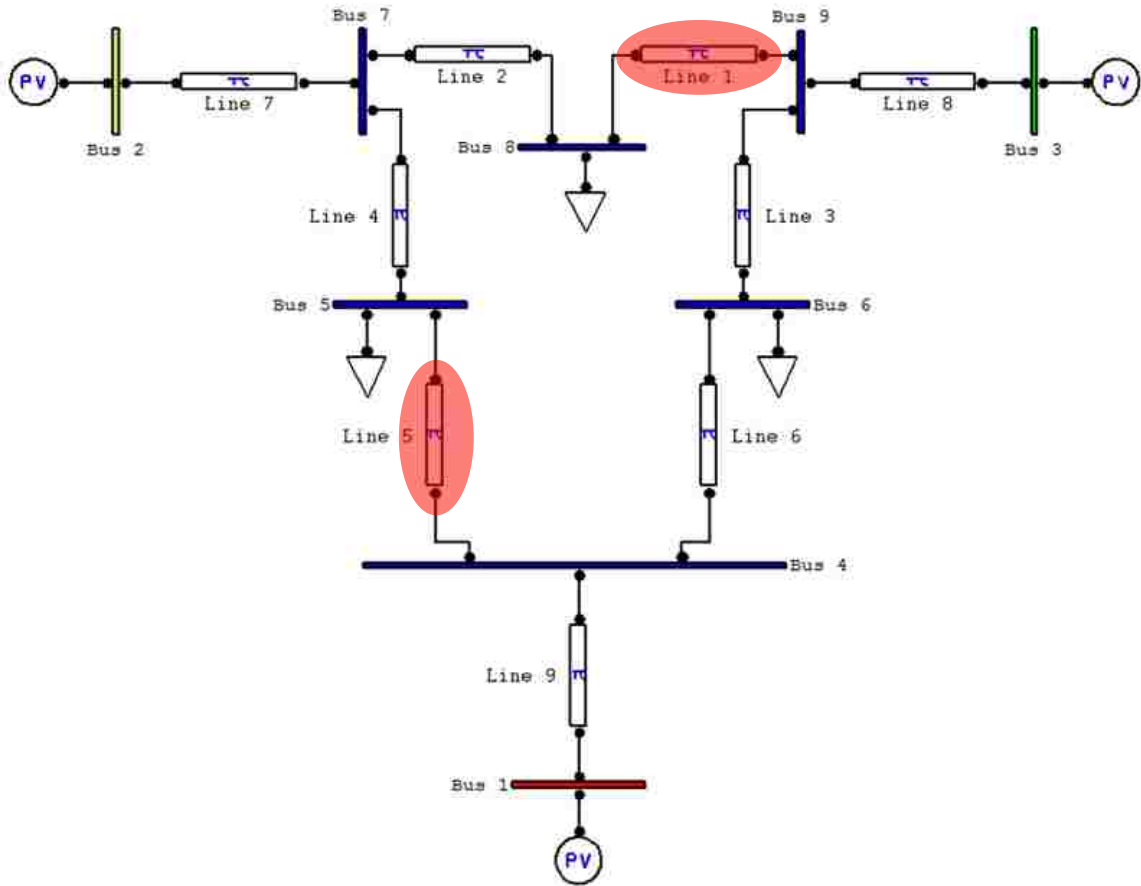 Bus 7
Bus 9
PV
Line 7
Line 2
Line 1
Line 8
PV
Bus 2
Bus 8
Bus 3
Line 4
Line 3
Bus 5
Bus 6
Line 5
Line 6
Bus 4
Line 9
Bus 1
PV